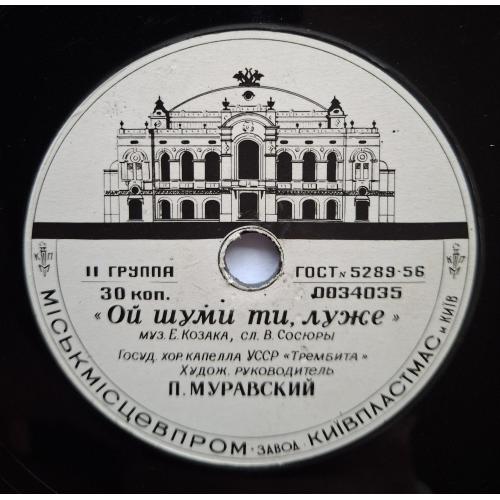 II ГРУППА
ГОСТ N 5289-56
30 коп.
Д034035
« Ой шуми ти, луже »
муз. Е. Козака, сл. В. Сосюры
Госуд. хор. капелла УССР «Трембита»
Худож. руководитель
П. МУРАВСКИЙ
МІСЬКМІСЦЕВПРОМ · ЗАВОД · КИЇВПЛАСТМАС м. КИЇВ